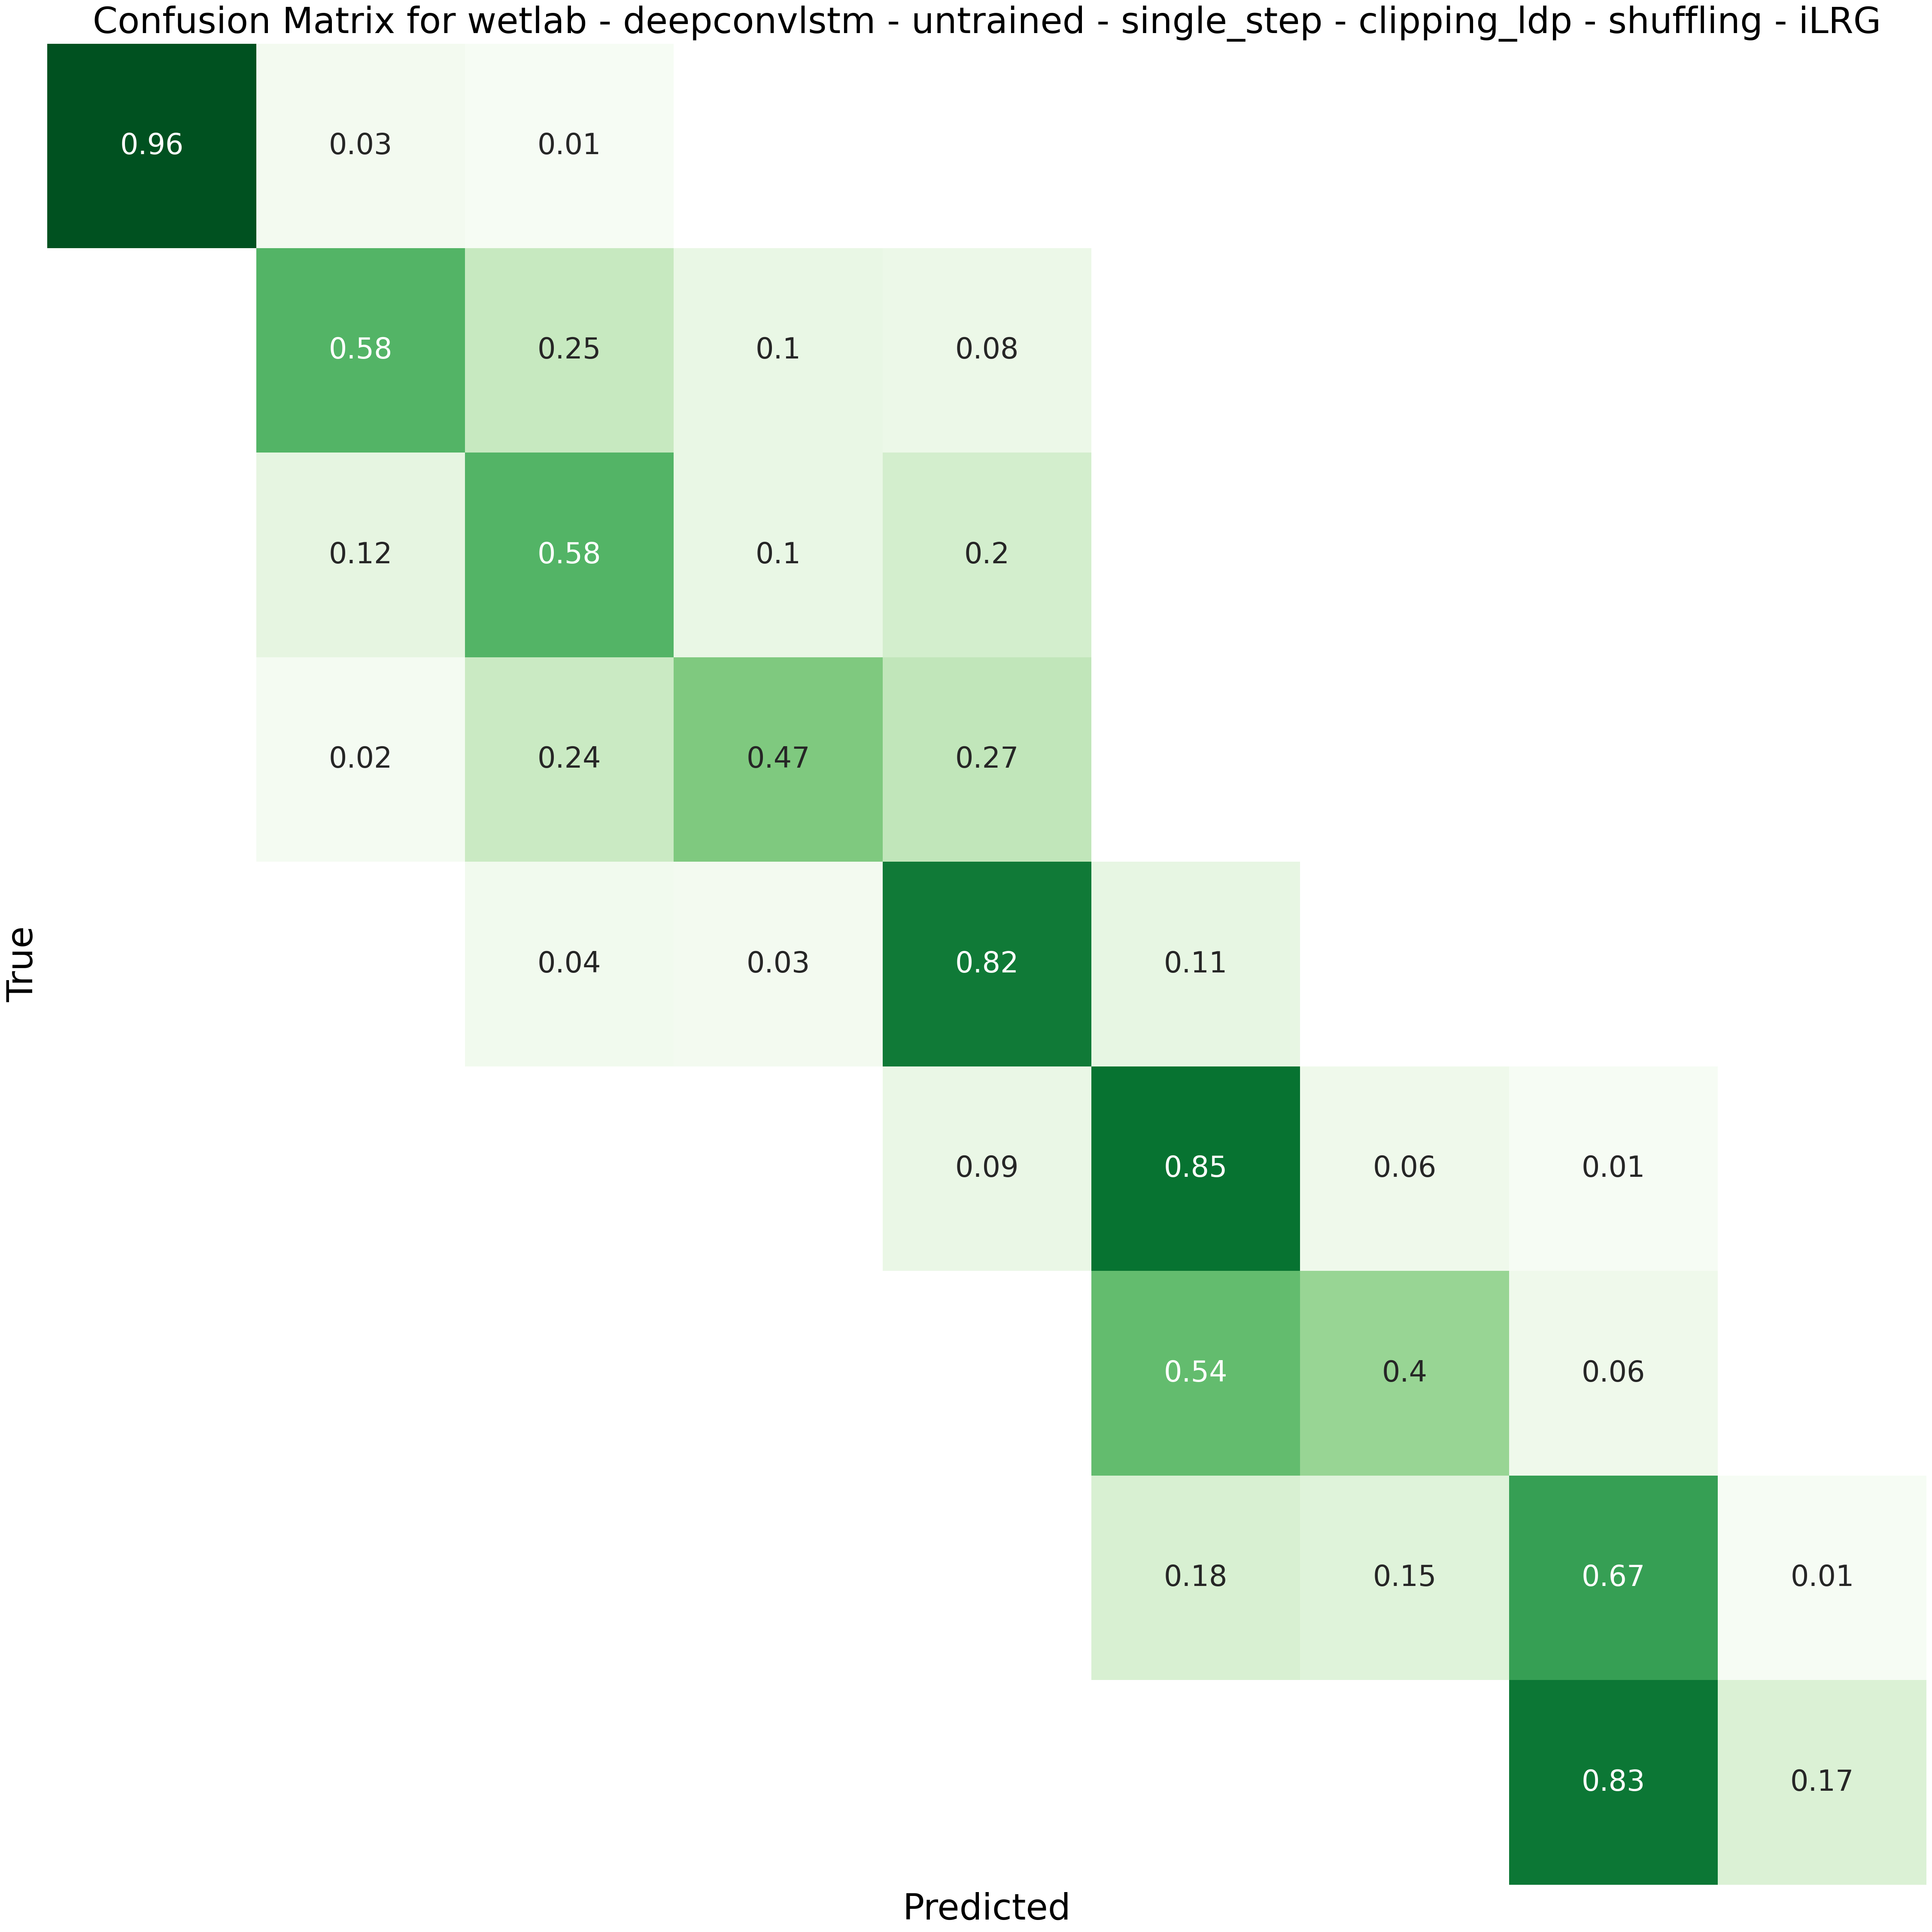 Confusion Matrix for wetlab - deepconvlstm - untrained - single_step - clipping_ldp - shuffling - iLRG
0.96 0.03 0.01
0.58 0.25 0.1 0.08
0.12 0.58 0.1 0.2
0.02 0.24 0.47 0.27
True
0.04 0.03 0.82 0.11
0.09 0.85 0.06 0.01
0.54 0.4 0.06
0.18 0.15 0.67 0.01
0.83 0.17
Predicted